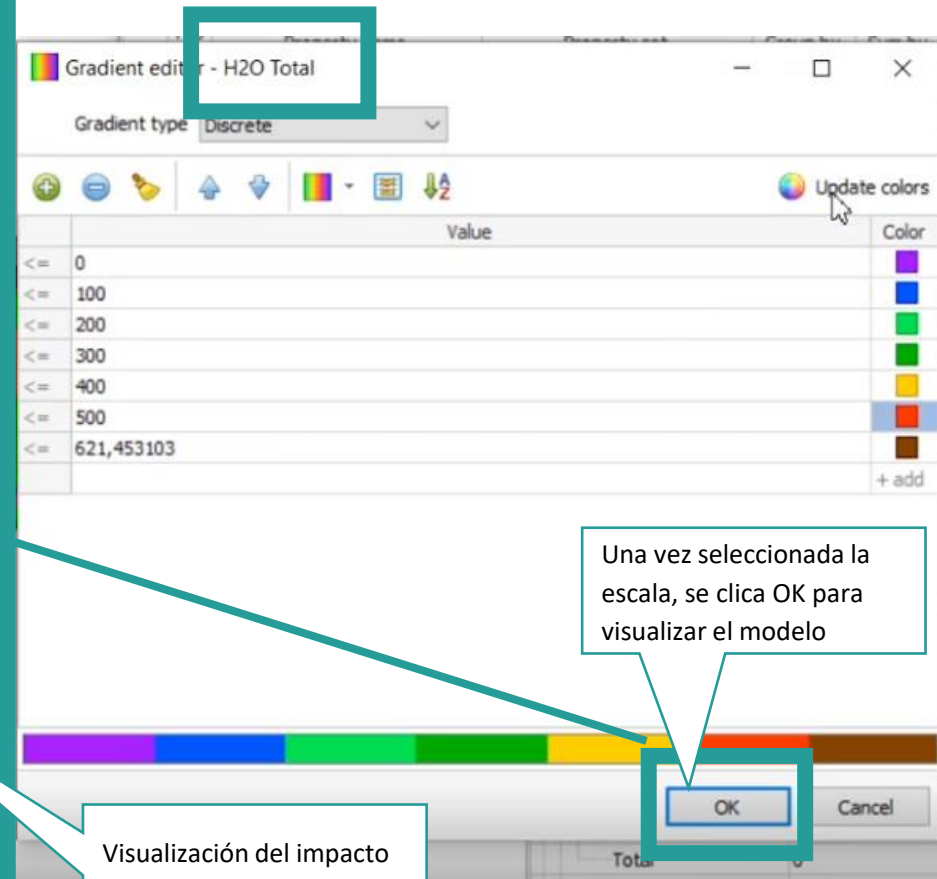 Gradient editor - H2O Total
Gradient type Discrete
Update colors
Value Color
<= 0
<= 100
<= 200
<= 300
<= 400
<= 500
<= 621,453103
+ add
Una vez seleccionada la
escala, se clica OK para
visualizar el modelo
OK Cancel
Visualización del impacto
Total 0